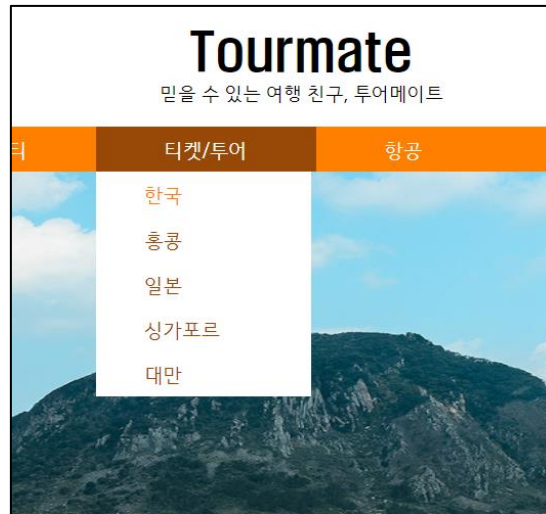 Tourmate
믿을 수 있는 여행 친구, 투어메이트
티 티켓/투어 항공
한국
홍콩
일본
싱가포르
대만